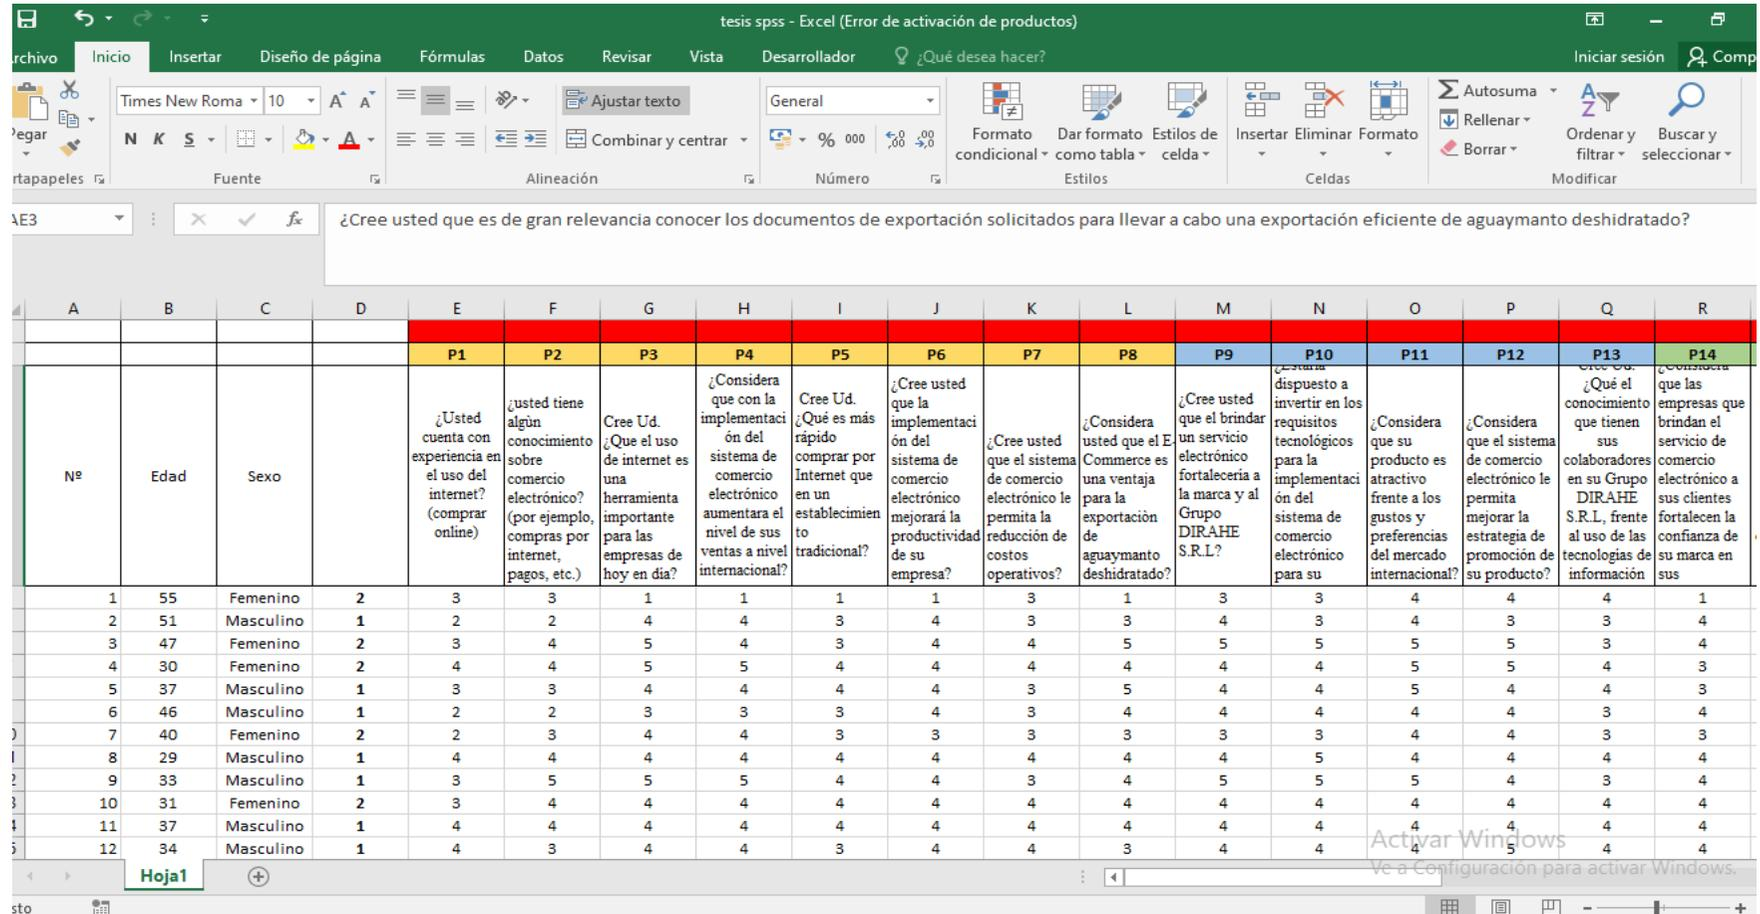 tesis spss - Excel (Error de activación de productos)
rchivo Inicio Insertar Diseño de página Fórmulas Datos Revisar Vista Desarrollador ¿Qué desea hacer? Iniciar sesión Comp
Times New Roma 10 A A Ajustar texto General Σ Autosuma
Pegar N K S A Combinar y centrar % 000 Formato condicional Dar formato como tabla Estilos de celda Insertar Eliminar Formato Rellenar Borrar Ordenar y filtrar Buscar y seleccionar
rtapapeles Fuente Alineación Número Estilos Celdas Modificar
AE3 fx ¿Cree usted que es de gran relevancia conocer los documentos de exportación solicitados para llevar a cabo una exportación eficiente de aguaymanto deshidratado?
A B C D E F G H I J K L M N O P Q R
P1 P2 P3 P4 P5 P6 P7 P8 P9 P10 P11 P12 P13 P14
Nº
Edad
Sexo
¿Usted
cuenta con
experiencia en
el uso del
internet?
(comprar
online)
¿usted tiene
algùn
conocimiento
sobre
comercio
electrónico?
(por ejemplo,
compras por
internet,
pagos, etc.)
Cree Ud.
¿Que el uso
de internet es
una
herramienta
importante
para las
empresas de
hoy en día?
¿Considera
que con la
implementaci
ón del
sistema de
comercio
electrónico
aumentara el
nivel de sus
ventas a nivel
internacional?
Cree Ud.
¿Qué es más
rápido
comprar por
Internet que
en un
establecimien
to
tradicional?
¿Cree usted
que la
implementaci
ón del
sistema de
comercio
electrónico
mejorará la
productividad
de su
empresa?
¿Cree usted
que el sistema
de comercio
electrónico le
permita la
reducción de
costos
operativos?
¿Considera
usted que el E-
Commerce es
una ventaja
para la
exportaciòn
de
aguaymanto
deshidratado?
¿Cree usted
que el brindar
un servicio
electrónico
fortalecería a
la marca y al
Grupo
DIRAHE
S.R.L?
¿Estaría
dispuesto a
invertir en los
requisitos
tecnológicos
para la
implementaci
ón del
sistema de
comercio
electrónico
para su
¿Considera
que su
producto es
atractivo
frente a los
gustos y
preferencias
del mercado
internacional?
¿Considera
que el sistema
de comercio
electrónico le
permita
mejorar la
estrategia de
promoción de
su producto?
Cree Ud.
¿Qué el
conocimiento
que tienen
sus
colaboradores
en su Grupo
DIRAHE
S.R.L, frente
al uso de las
tecnologías de
información
¿Considera
que las
empresas que
brindan el
servicio de
comercio
electrónico a
sus clientes
fortalecen la
confianza de
su marca en
sus
1 55 Femenino 2 3 3 1 1 1 1 3 1 3 3 4 4 4 1
2 51 Masculino 1 2 2 4 4 3 4 3 3 4 3 4 3 3 4
3 47 Femenino 2 3 4 5 4 3 4 4 5 5 5 5 5 3 4
4 30 Femenino 2 4 4 5 5 3 4 4 4 4 4 5 5 4 3
5 37 Masculino 1 3 3 4 4 4 4 3 5 4 4 5 4 4 3
6 46 Masculino 1 2 2 3 3 3 4 3 4 4 4 4 4 3 4
7 40 Femenino 2 2 3 4 4 3 3 3 3 3 3 4 4 3 3
8 29 Masculino 1 4 4 4 4 4 4 4 4 4 5 4 4 4 4
9 33 Masculino 1 3 5 5 5 4 4 3 4 5 5 5 4 3 4
10 31 Femenino 2 3 4 4 4 4 4 4 4 4 4 4 4 4 4
11 37 Masculino 1 4 4 4 4 4 4 4 4 4 4 4 4 4 4
12 34 Masculino 1 4 3 4 4 3 4 4 3 4 4 4 5 4 4
Activar Windows
Ve a Configuración para activar Windows.
Hoja1
sto